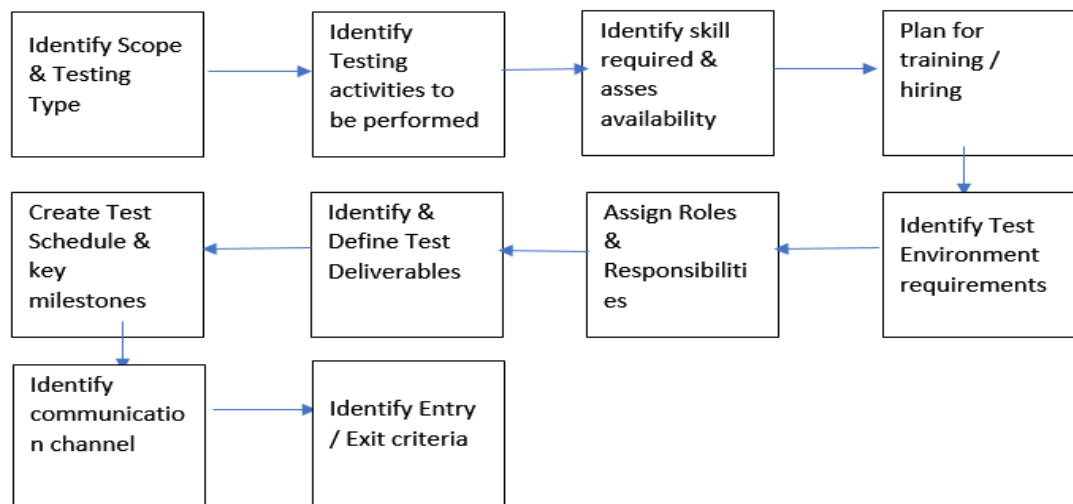 Identify Scope
& Testing
Type
Identify
Testing
activities to
be performed
Identify skill
required &
asses
availability
Plan for
training /
hiring
Identify Test
Environment
requirements
Assign Roles
&
Responsibiliti
es
Identify &
Define Test
Deliverables
Create Test
Schedule &
key
milestones
Identify
communicatio
n channel
Identify Entry
/ Exit criteria